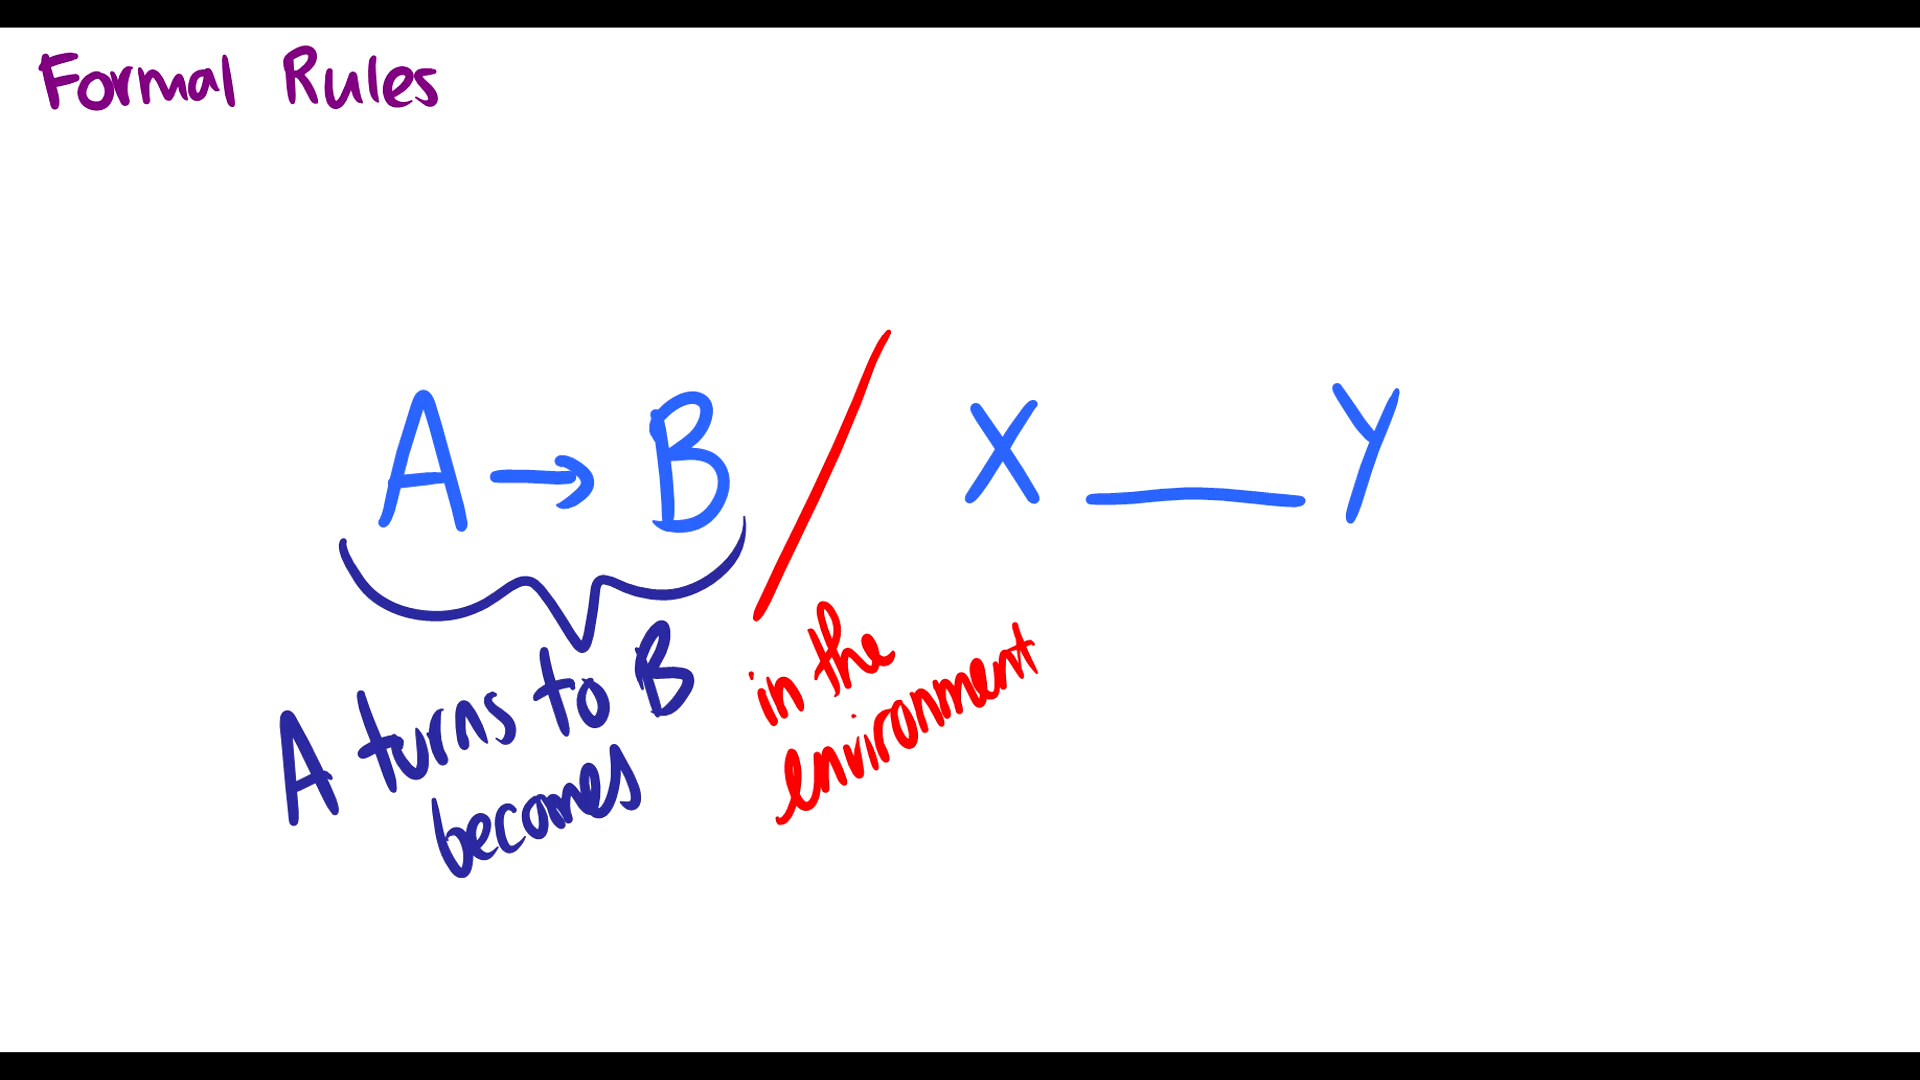 Formal Rules
A → B / X ___ Y
A turns to B
becomes
in the
environment